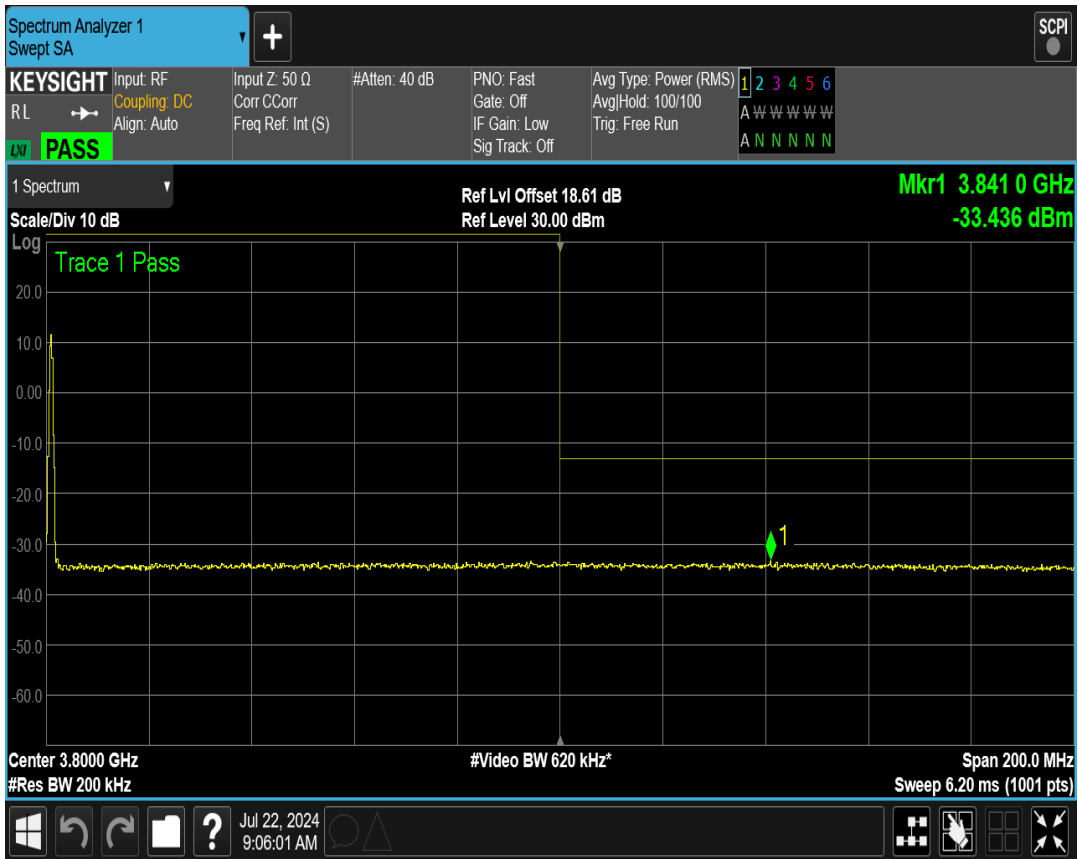 Spectrum Analyzer 1
Swept SA
SCPI
KEYSIGHT
R L
LXI PASS
Input: RF
Coupling: DC
Align: Auto
Input Z: 50 Ω
Corr CCorr
Freq Ref: Int (S)
#Atten: 40 dB
PNO: Fast
Gate: Off
IF Gain: Low
Sig Track: Off
Avg Type: Power (RMS)
Avg|Hold: 100/100
Trig: Free Run
1 2 3 4 5 6
A W W W W W
A N N N N N
1 Spectrum
Scale/Div 10 dB
Ref Lvl Offset 18.61 dB
Ref Level 30.00 dBm
Mkr1 3.841 0 GHz
-33.436 dBm
Log
Trace 1 Pass
20.0
10.0
0.00
-10.0
-20.0
-30.0
1
-40.0
-50.0
-60.0
Center 3.8000 GHz
#Res BW 200 kHz
#Video BW 620 kHz*
Span 200.0 MHz
Sweep 6.20 ms (1001 pts)
?
Jul 22, 2024
9:06:01 AM